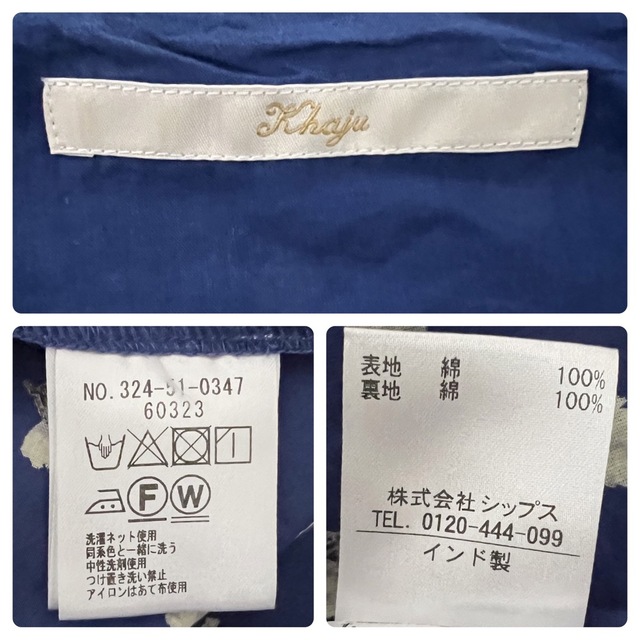 Khaju
NO. 324-51-0347
60323
F W
洗濯ネット使用
同系色と一緒に洗う
中性洗剤使用
つけ置き洗い禁止
アイロンはあて布使用
表地 綿 100%
裏地 綿 100%
株式会社シップス
TEL. 0120-444-099
インド製